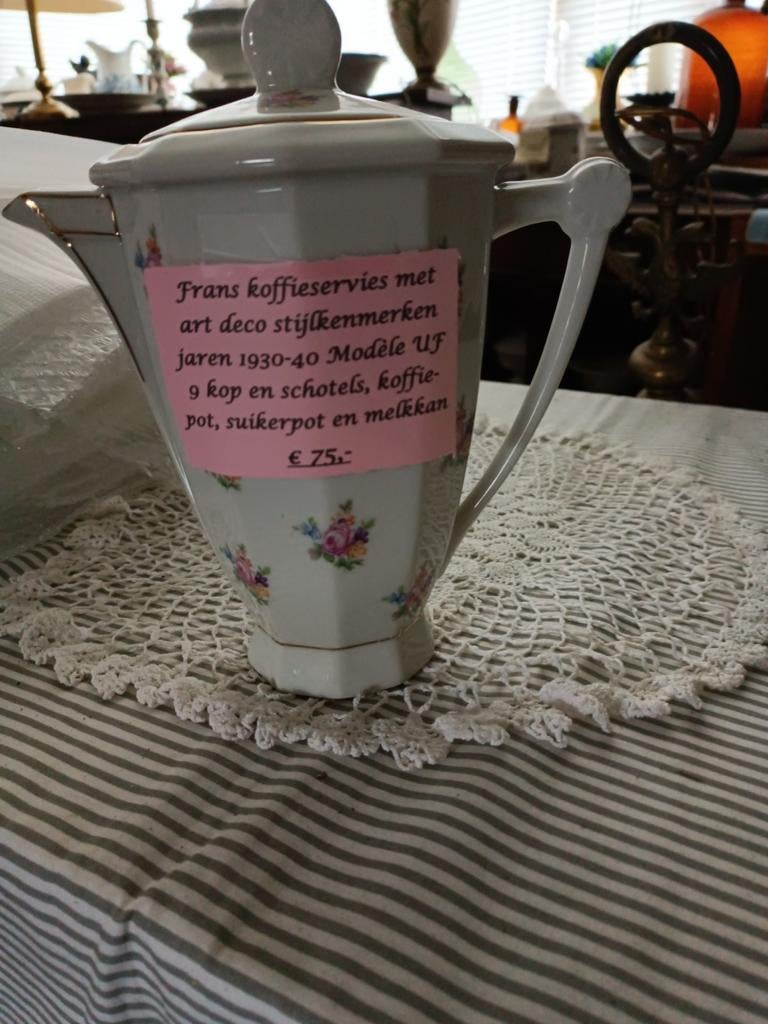 Frans koffieservies met
art deco stijlkenmerken
jaren 1930-40 Modèle UF
9 kop en schotels, koffie-
pot, suikerpot en melkkan
€ 75,-